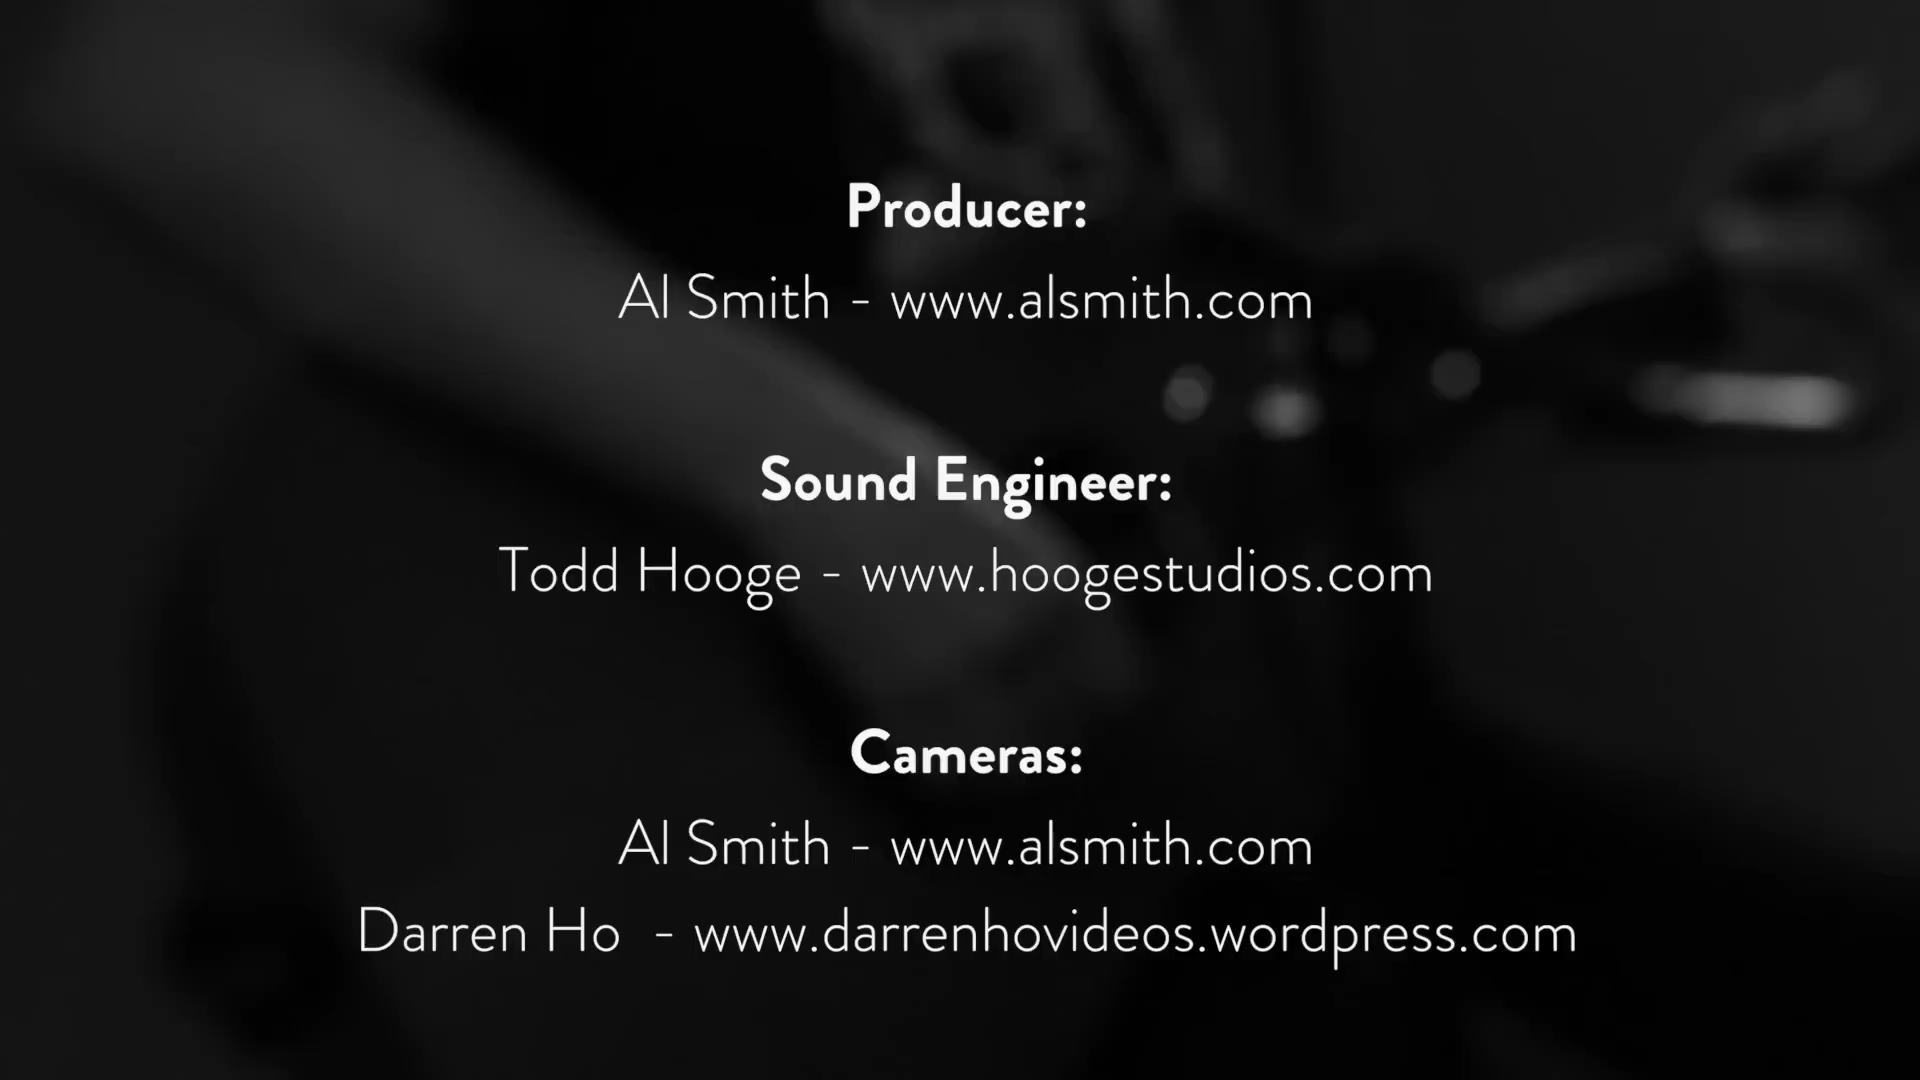 Producer:
Al Smith - www.alsmith.com
Sound Engineer:
Todd Hooge - www.hoogestudios.com
Cameras:
Al Smith - www.alsmith.com
Darren Ho - www.darrenhovideos.wordpress.com